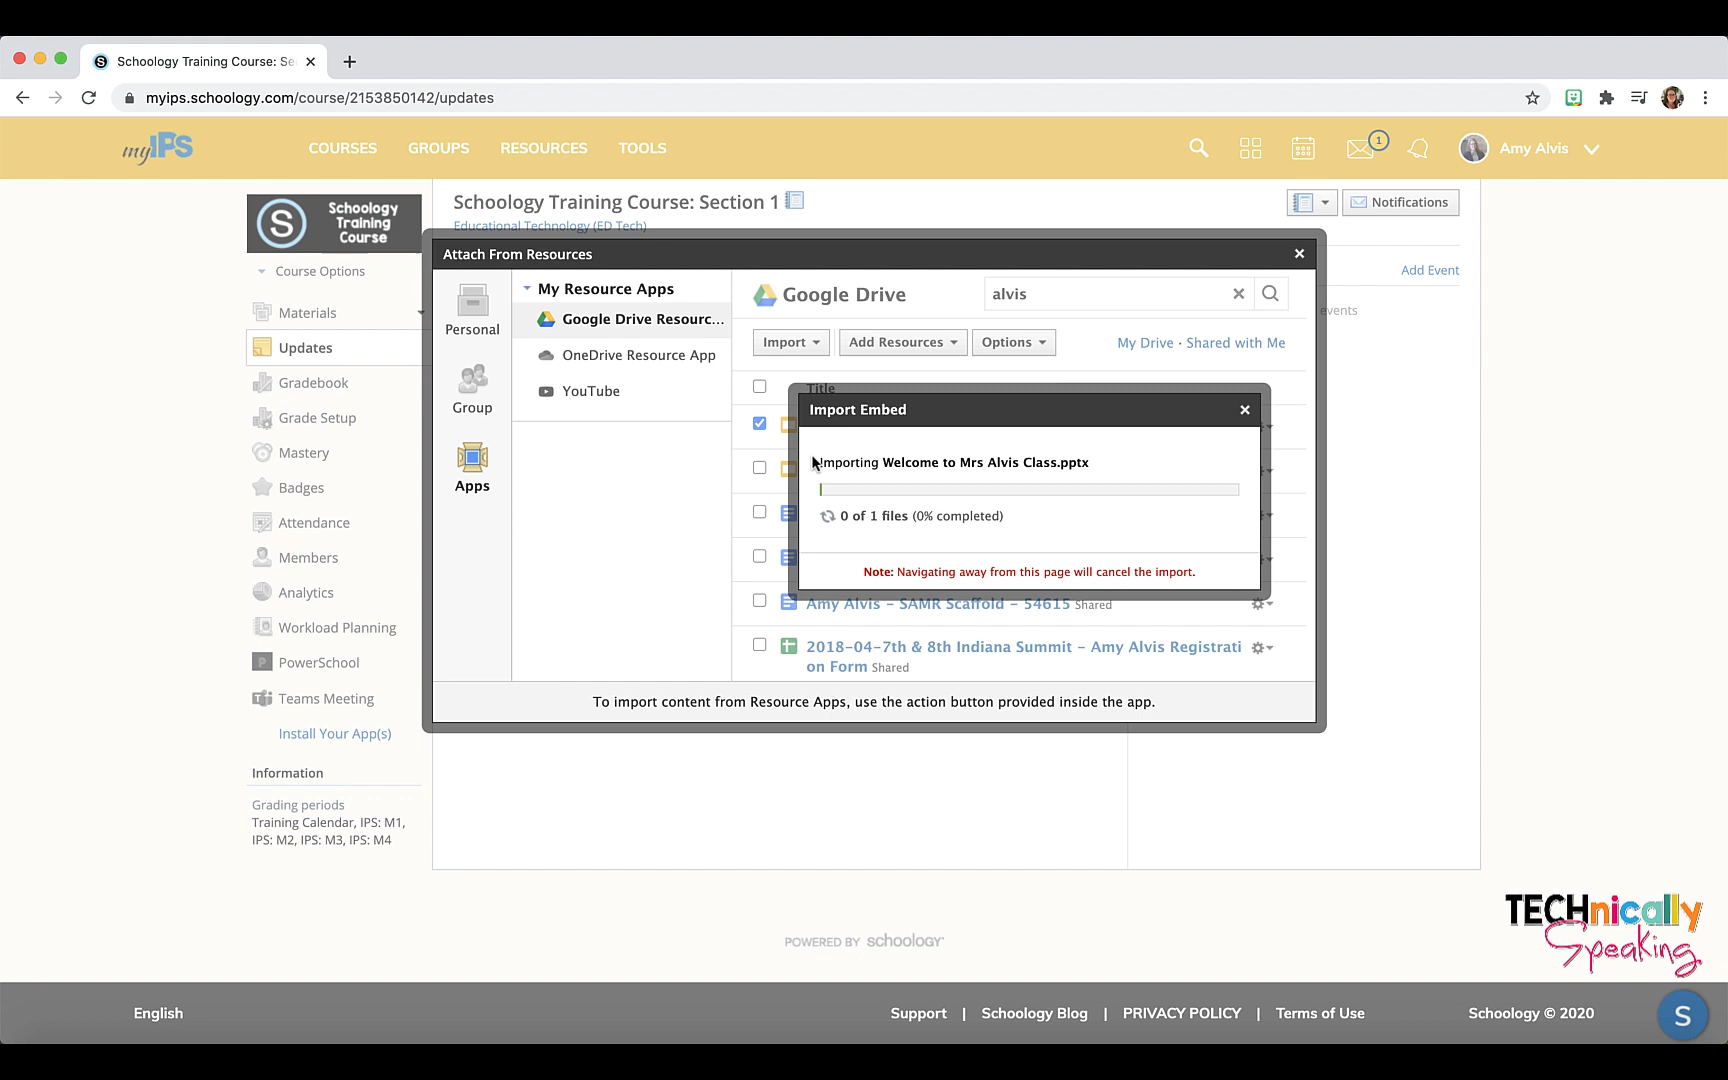 Schoology Training Course: Se
myips.schoology.com/course/2153850142/updates
myIPS
COURSES
GROUPS
RESOURCES
TOOLS
1
Amy Alvis
S
Schoology
Training
Course
Schoology Training Course: Section 1
Educational Technology (ED Tech)
Notifications
Course Options
Materials
Updates
Gradebook
Grade Setup
Mastery
Badges
Attendance
Members
Analytics
Workload Planning
PowerSchool
Teams Meeting
Install Your App(s)
Information
Grading periods
Training Calendar, IPS: M1,
IPS: M2, IPS: M3, IPS: M4
Add Event
events
Attach From Resources
Personal
Group
Apps
My Resource Apps
Google Drive Resourc...
OneDrive Resource App
YouTube
Google Drive
alvis
Import
Add Resources
Options
My Drive · Shared with Me
Title
Import Embed
Importing Welcome to Mrs Alvis Class.pptx
0 of 1 files (0% completed)
Note: Navigating away from this page will cancel the import.
Amy Alvis - SAMR Scaffold - 54615 Shared
2018-04-7th & 8th Indiana Summit - Amy Alvis Registrati
on Form Shared
To import content from Resource Apps, use the action button provided inside the app.
TECHnically
Speaking
POWERED BY schoology
English
Support | Schoology Blog | PRIVACY POLICY | Terms of Use
Schoology © 2020
S